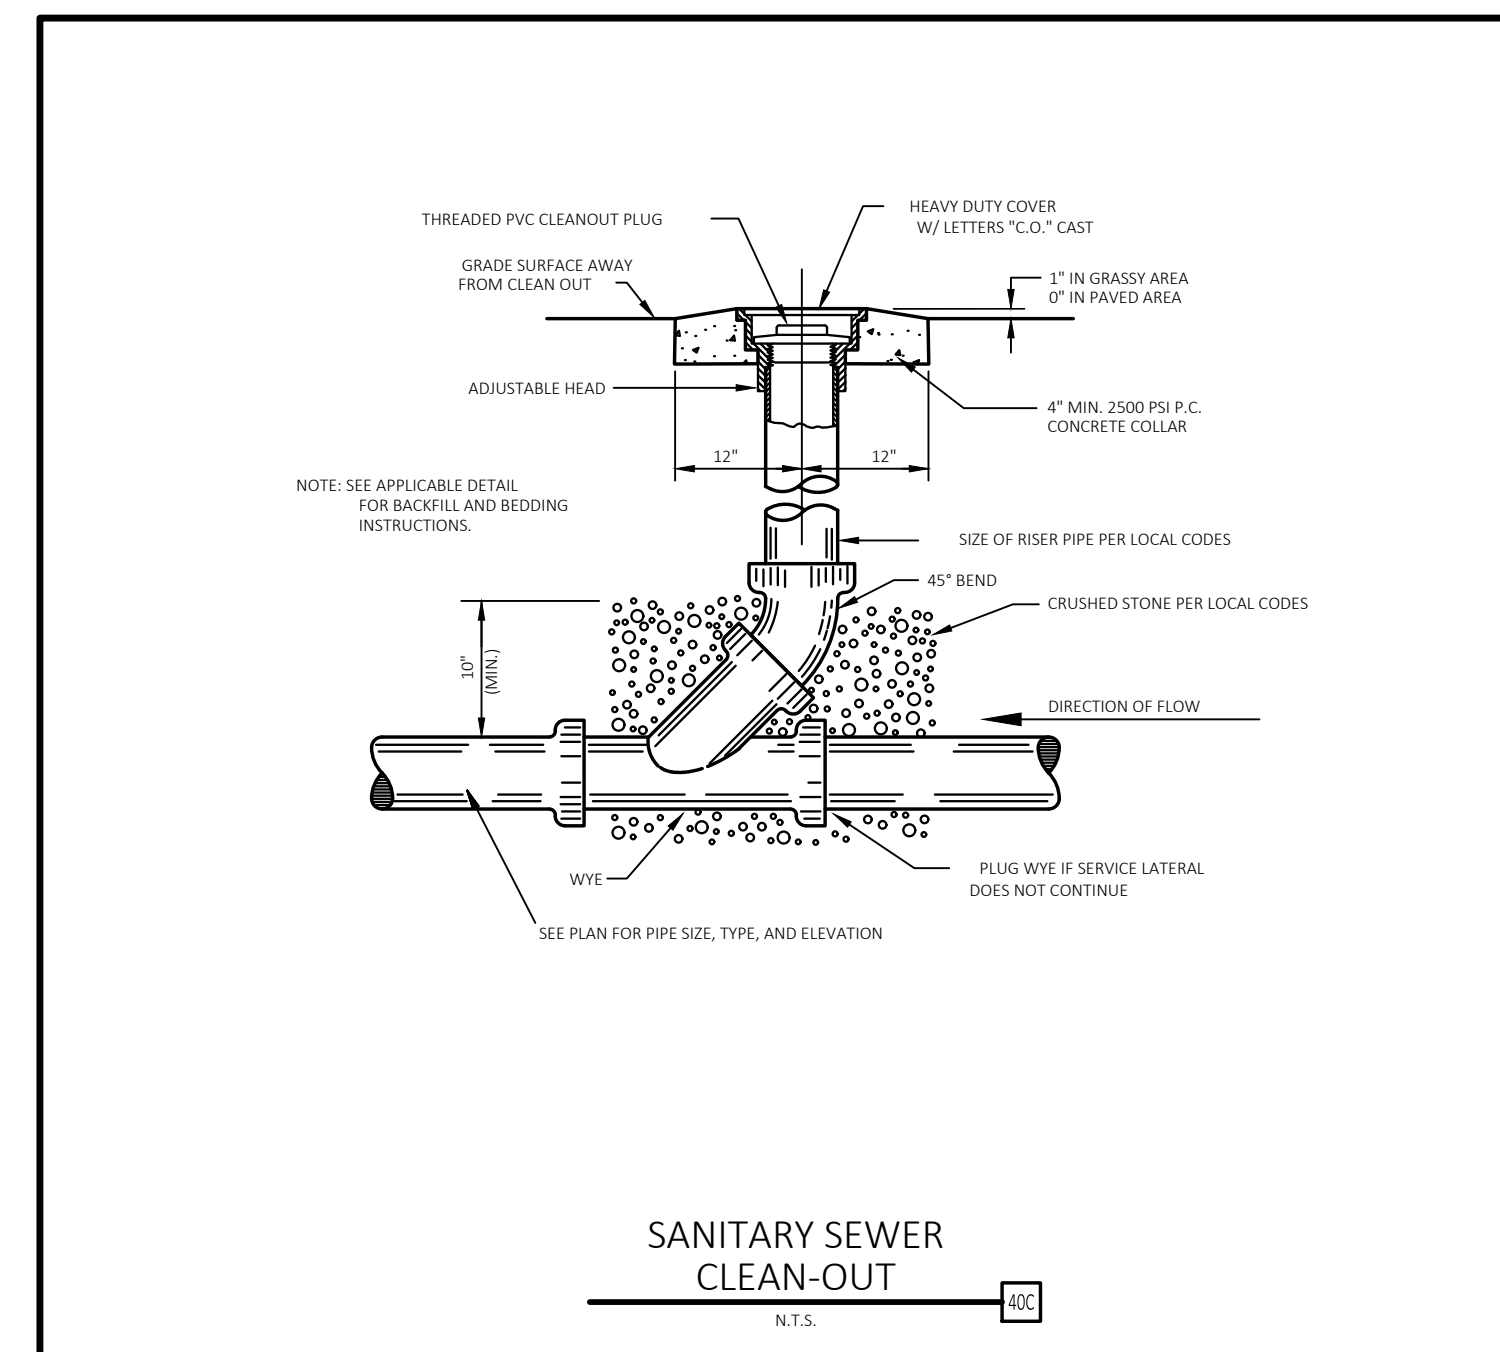 THREADED PVC CLEANOUT PLUG
HEAVY DUTY COVER
W/ LETTERS "C.O." CAST
GRADE SURFACE AWAY
FROM CLEAN OUT
1" IN GRASSY AREA
0" IN PAVED AREA
ADJUSTABLE HEAD
4" MIN. 2500 PSI P.C.
CONCRETE COLLAR
12"
12"
NOTE: SEE APPLICABLE DETAIL
FOR BACKFILL AND BEDDING
INSTRUCTIONS.
SIZE OF RISER PIPE PER LOCAL CODES
45° BEND
CRUSHED STONE PER LOCAL CODES
10"
(MIN.)
DIRECTION OF FLOW
WYE
PLUG WYE IF SERVICE LATERAL
DOES NOT CONTINUE
SEE PLAN FOR PIPE SIZE, TYPE, AND ELEVATION
SANITARY SEWER
CLEAN-OUT
40C
N.T.S.